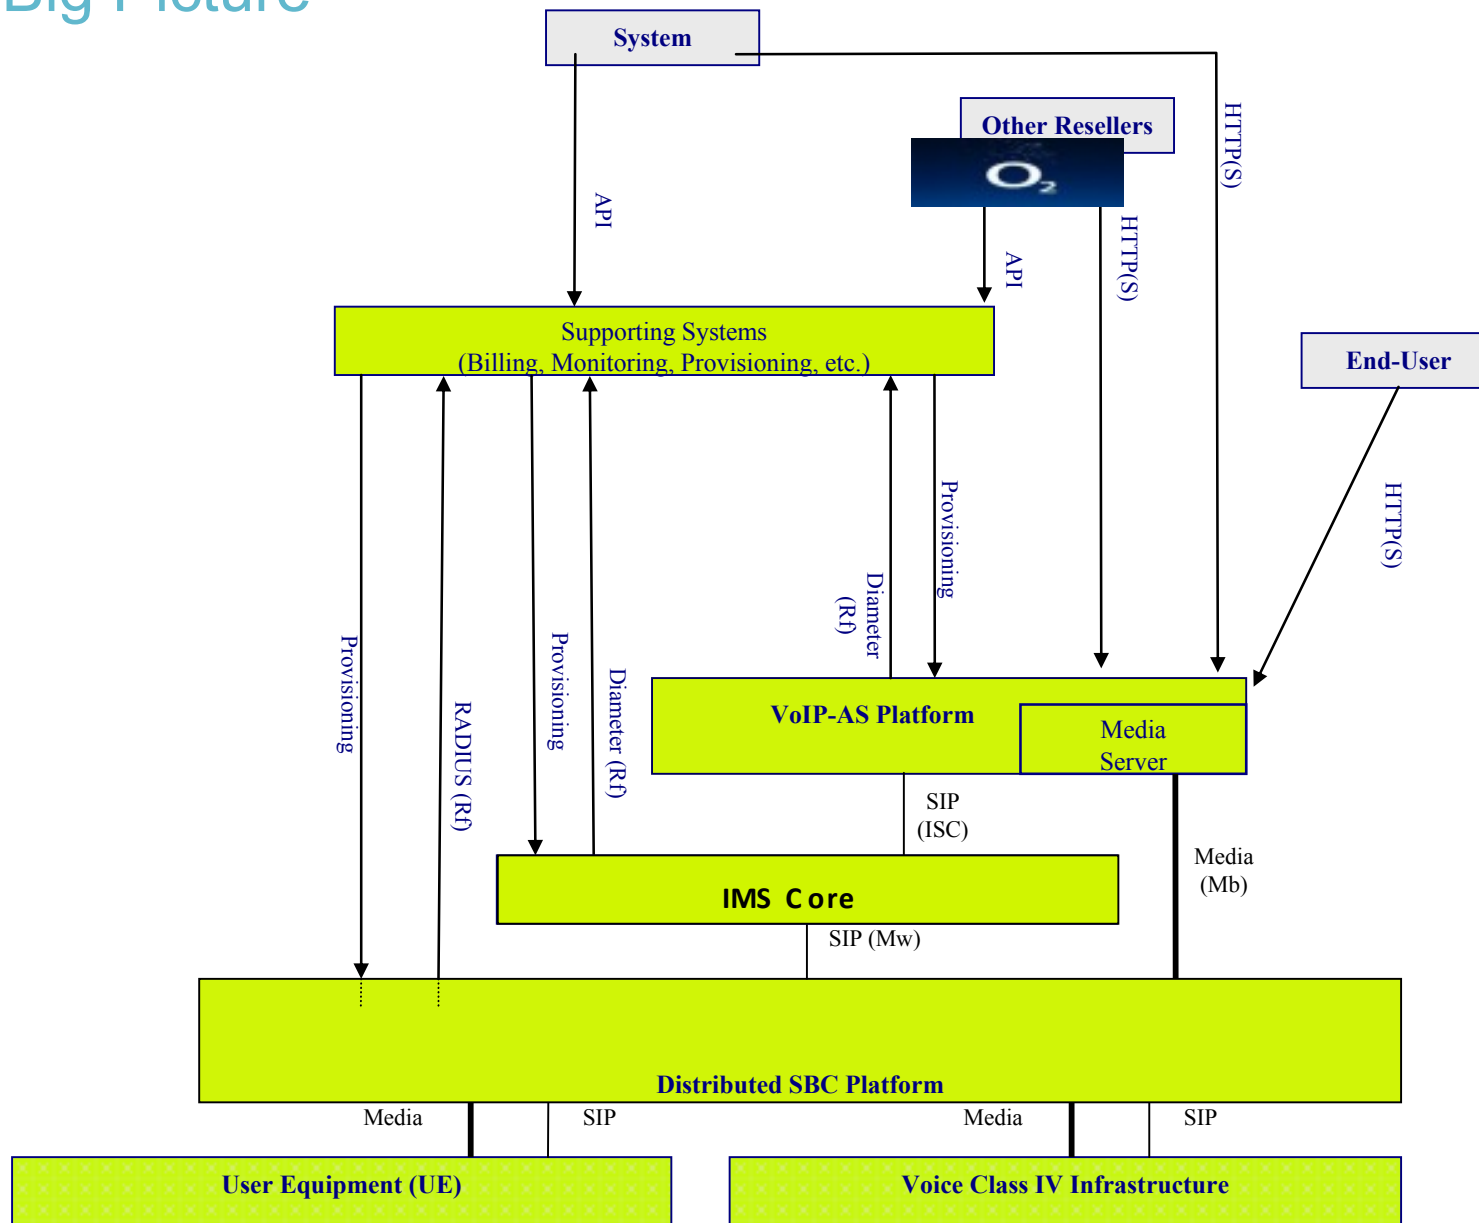 Big Picture
System
Other Resellers
O2
HTTP(S)
API
HTTP(S)
API
Supporting Systems
(Billing, Monitoring, Provisioning, etc.)
End-User
HTTP(S)
Provisioning
Diameter
(Rf)
Provisioning
Provisioning
Diameter (Rf)
RADIUS (Rf)
VoIP-AS Platform
Media
Server
SIP
(ISC)
Media
(Mb)
IMS Core
SIP (Mw)
Distributed SBC Platform
Media
SIP
Media
SIP
User Equipment (UE)
Voice Class IV Infrastructure